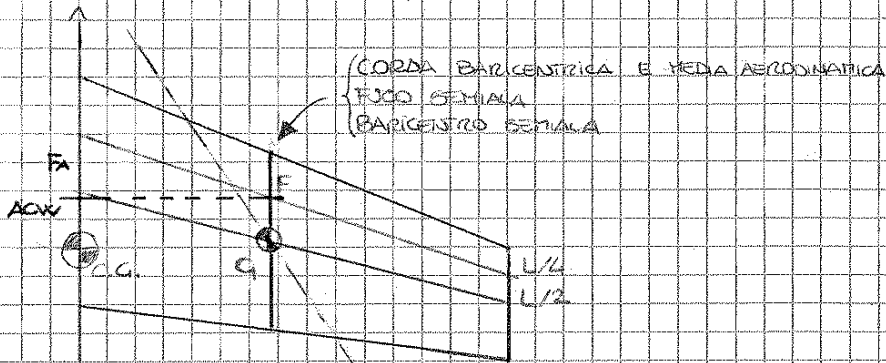 CORDA BARICENTRICA E MEDIA AERODINAMICA
FUOCO SEMIALA
BARICENTRO SEMIALA
FA
F
ACW
C.G.
G
L/4
L/2